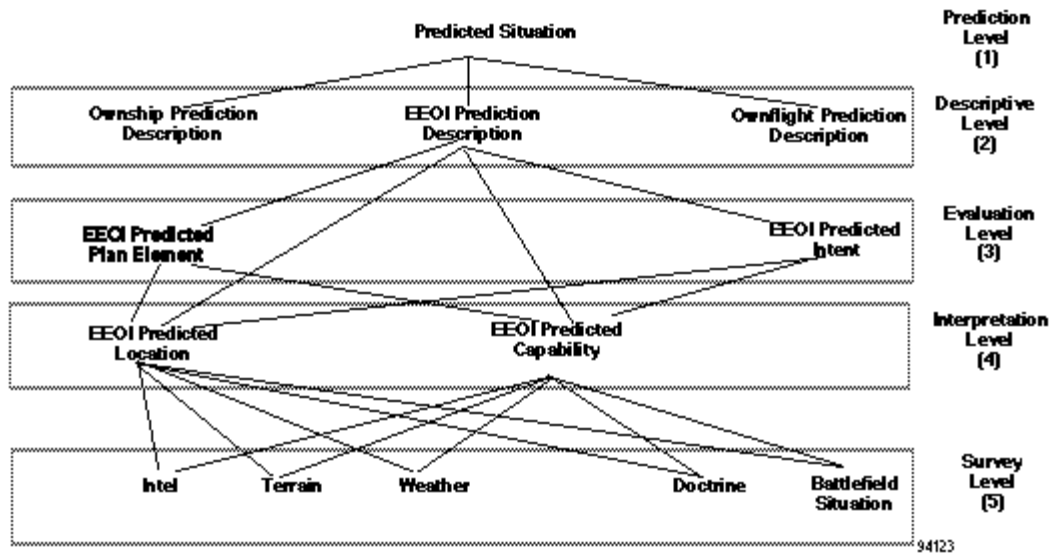 Prediction
Level
(1)
Predicted Situation
Ownship Prediction
Description
EEOI Prediction
Description
Ownflight Prediction
Description
Descriptive
Level
(2)
EEOI Predicted
Plan Element
EEOI Predicted
Intent
Evaluation
Level
(3)
EEOI Predicted
Location
EEOI Predicted
Capability
Interpretation
Level
(4)
Intel
Terrain
Weather
Doctrine
Battlefield
Situation
Survey
Level
(5)
94123